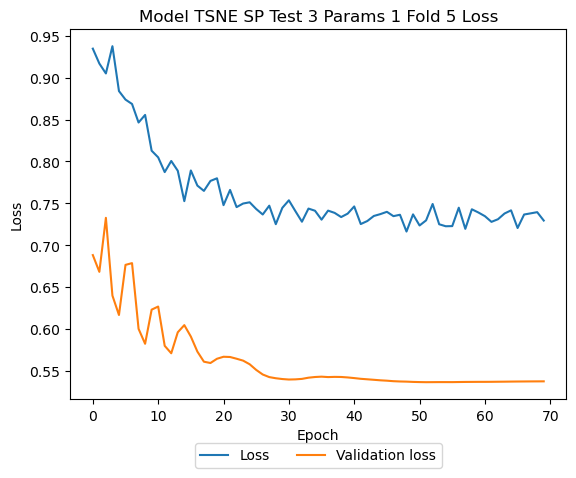 Model TSNE SP Test 3 Params 1 Fold 5 Loss
0.95
0.90
0.85
0.80
0.75
0.70
0.65
0.60
0.55
Loss
0 10 20 30 40 50 60 70
Epoch
Loss Validation loss